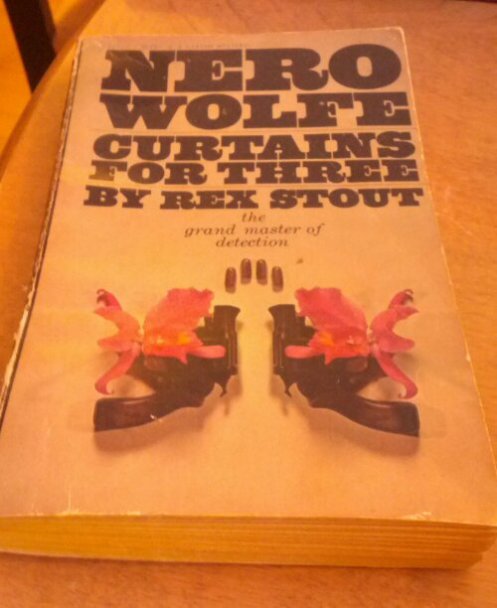 NERO
WOLFE
CURTAINS
FOR THREE
BY REX STOUT
the
grand master of
detection